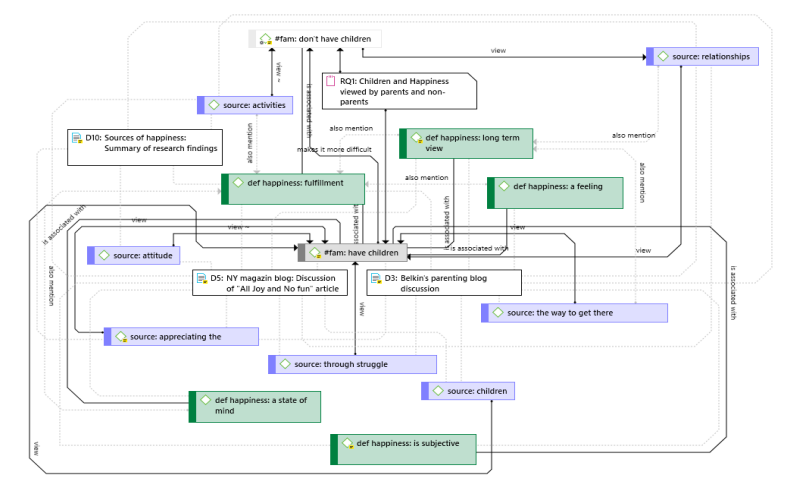 #fam: don't have children
view
source: relationships
view ~
RQ1: Children and Happiness
viewed by parents and non-
parents
source: activities
is associated with
D10: Sources of happiness:
Summary of research findings
also mention
also mention
def happiness: long term
view
also mention
makes it more difficult
def happiness: fulfillment
also mention
def happiness: a feeling
also mention
is associated with
view
view ~
associated with
is associated with
view
source: attitude
#fam: have children
is associated with
view
also mention
D5: NY magazin blog: Discussion
of "All Joy and No fun" article
D3: Belkin's parenting blog
discussion
is associated with
view
source: the way to get there
source: appreciating the
source: through struggle
source: children
def happiness: a state of
mind
view
def happiness: is subjective